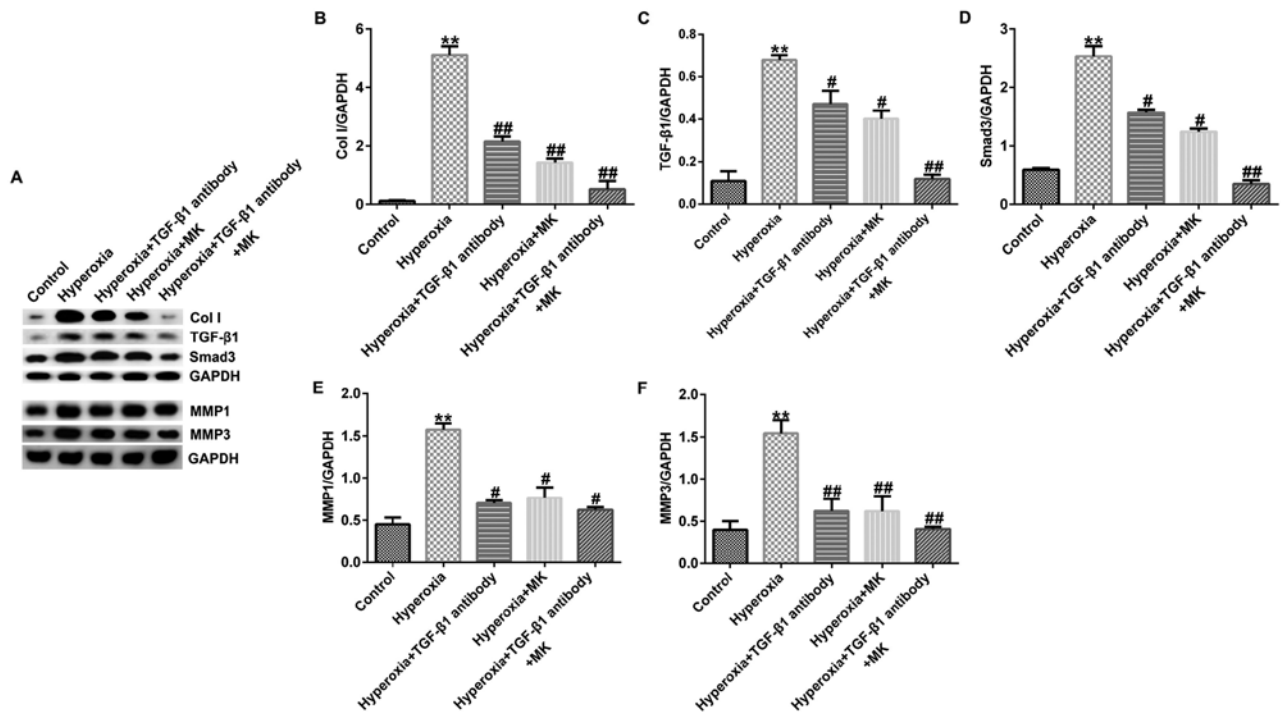 A
Control
Hyperoxia
Hyperoxia+TGF-β1 antibody
Hyperoxia+MK
Hyperoxia+TGF-β1 antibody
+MK
Col I
TGF-β1
Smad3
GAPDH
MMP1
MMP3
GAPDH
B
Col I/GAPDH
6
4
2
0
**
##
##
##
Control
Hyperoxia
Hyperoxia+TGF-β1 antibody
Hyperoxia+MK
Hyperoxia+TGF-β1 antibody
+MK
C
TGF-β1/GAPDH
0.8
0.6
0.4
0.2
0.0
**
#
#
##
Control
Hyperoxia
Hyperoxia+TGF-β1 antibody
Hyperoxia+MK
Hyperoxia+TGF-β1 antibody
+MK
D
Smad3/GAPDH
3
2
1
0
**
#
#
##
Control
Hyperoxia
Hyperoxia+TGF-β1 antibody
Hyperoxia+MK
Hyperoxia+TGF-β1 antibody
+MK
E
MMP1/GAPDH
2.0
1.5
1.0
0.5
0.0
**
#
#
#
Control
Hyperoxia
Hyperoxia+TGF-β1 antibody
Hyperoxia+MK
Hyperoxia+TGF-β1 antibody
+MK
F
MMP3/GAPDH
2.0
1.5
1.0
0.5
0.0
**
##
##
##
Control
Hyperoxia
Hyperoxia+TGF-β1 antibody
Hyperoxia+MK
Hyperoxia+TGF-β1 antibody
+MK